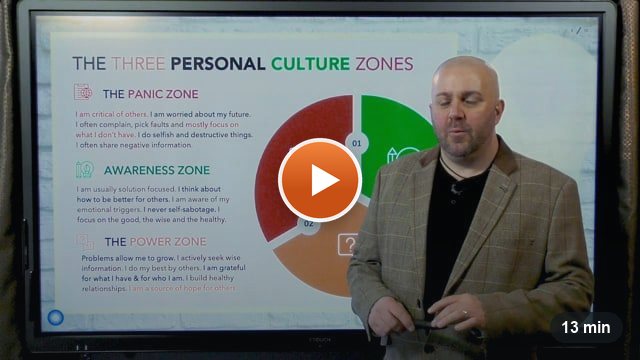 THE THREE PERSONAL CULTURE ZONES
THE PANIC ZONE
I am critical of others. I am worried about my future.
I often complain, pick faults and mostly focus on
what I don't have. I do selfish and destructive things.
I often share negative information.
01
AWARENESS ZONE
I am usually solution focused. I think about
how to be better for others. I am aware of my
emotional triggers. I never self-sabotage. I
focus on the good, the wise and the healthy.
02
THE POWER ZONE
Problems allow me to grow. I actively seek wise
information. I do my best by others. I am grateful
for what I have & for who I am. I build healthy
relationships. I am a source of hope for others.
13 min